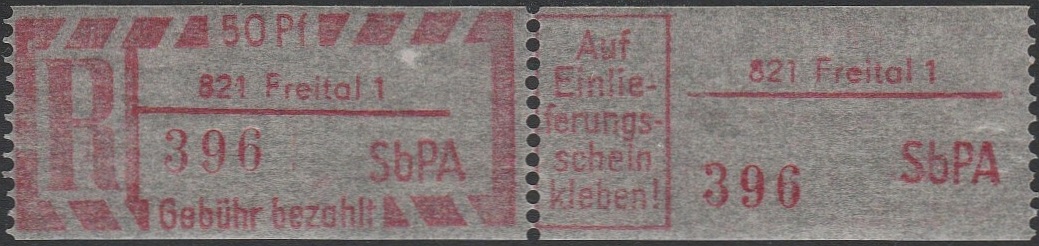 50 Pf
R
821 Freital 1
396
SbPA
Gebühr bezahlt
Auf
Einlie-
ferungs-
schein
kleben!
821 Freital 1
396
SbPA